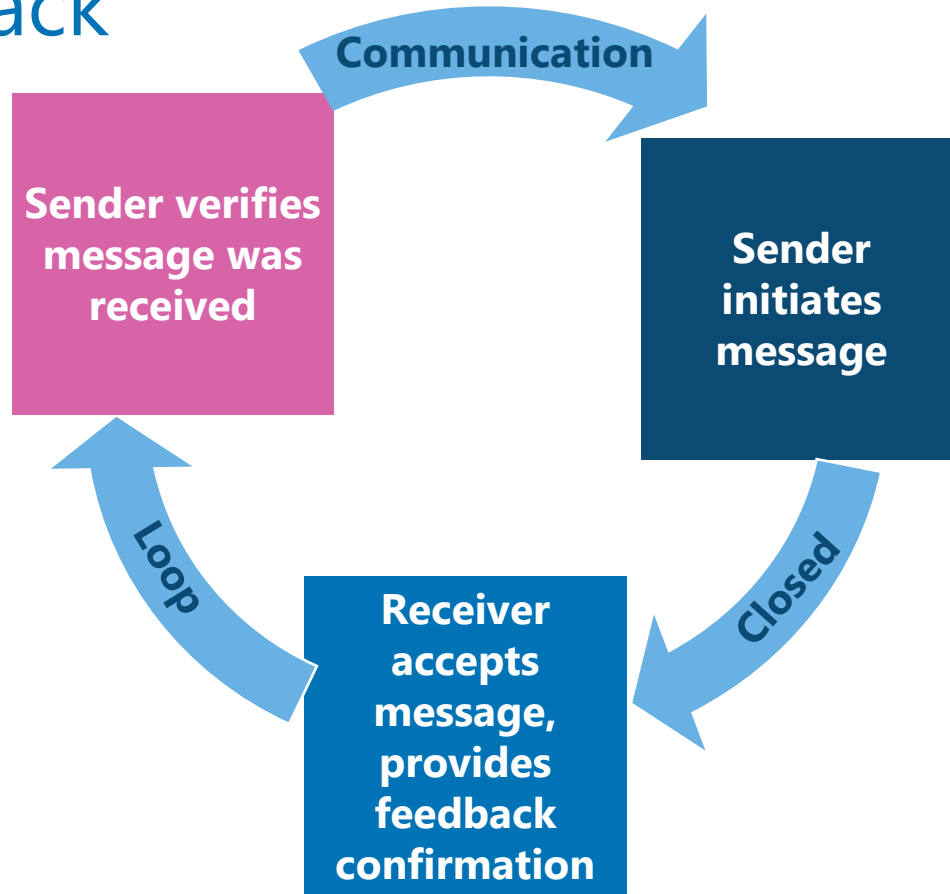 ack
Communication
Sender verifies
message was
received
Sender
initiates
message
Closed
Receiver
accepts
message,
provides
feedback
confirmation
Loop